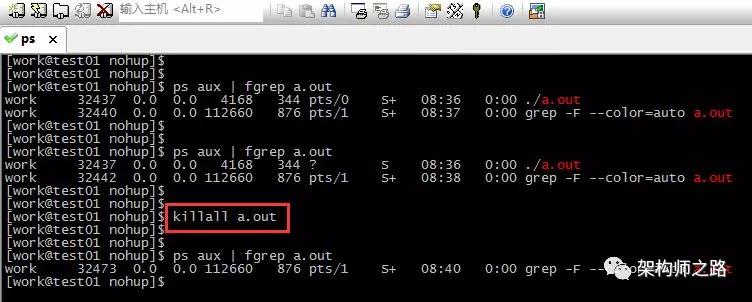 输入主机 <Alt+R>
ps ×
[work@test01 nohup]$
[work@test01 nohup]$
[work@test01 nohup]$ ps aux | fgrep a.out
work 32437 0.0 0.0 4168 344 pts/0 S+ 08:36 0:00 ./a.out
work 32440 0.0 0.0 112660 876 pts/1 S+ 08:37 0:00 grep -F --color=auto a.out
[work@test01 nohup]$
[work@test01 nohup]$
[work@test01 nohup]$ ps aux | fgrep a.out
work 32437 0.0 0.0 4168 344 ? S 08:36 0:00 ./a.out
work 32442 0.0 0.0 112660 876 pts/1 S+ 08:38 0:00 grep -F --color=auto a.out
[work@test01 nohup]$
[work@test01 nohup]$
[work@test01 nohup]$ killall a.out
[work@test01 nohup]$
[work@test01 nohup]$
[work@test01 nohup]$ ps aux | fgrep a.out
work 32473 0.0 0.0 112660 876 pts/1 S+ 08:40 0:00 grep -F --color=auto a.out
[work@test01 nohup]$
架构师之路